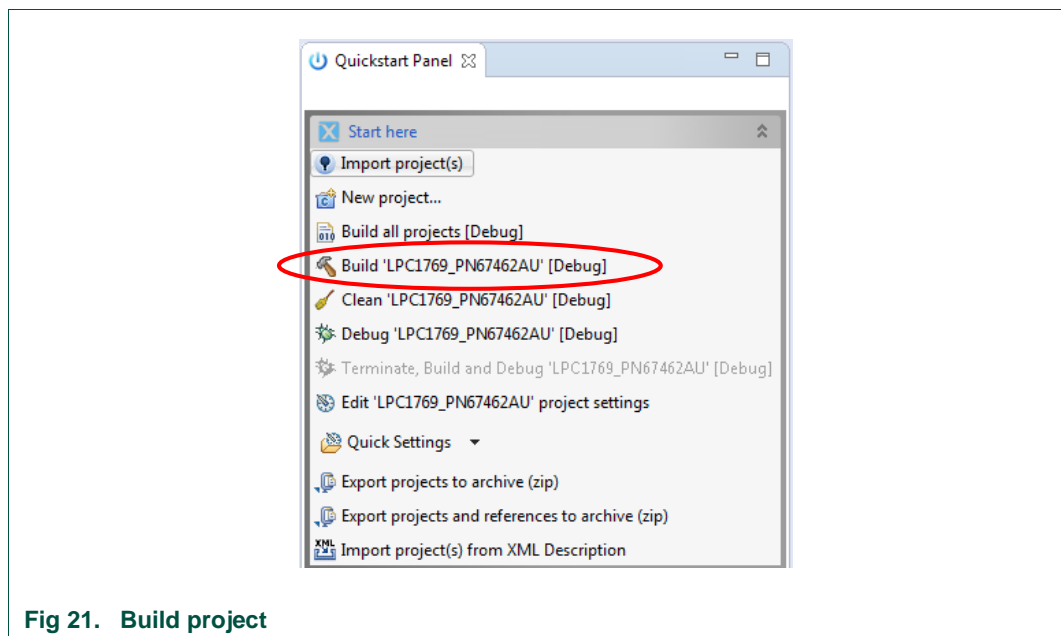 Quickstart Panel
Start here
Import project(s)
New project...
Build all projects [Debug]
Build 'LPC1769_PN67462AU' [Debug]
Clean 'LPC1769_PN67462AU' [Debug]
Debug 'LPC1769_PN67462AU' [Debug]
Terminate, Build and Debug 'LPC1769_PN67462AU' [Debug]
Edit 'LPC1769_PN67462AU' project settings
Quick Settings
Export projects to archive (zip)
Export projects and references to archive (zip)
XML Import project(s) from XML Description
Fig 21. Build project